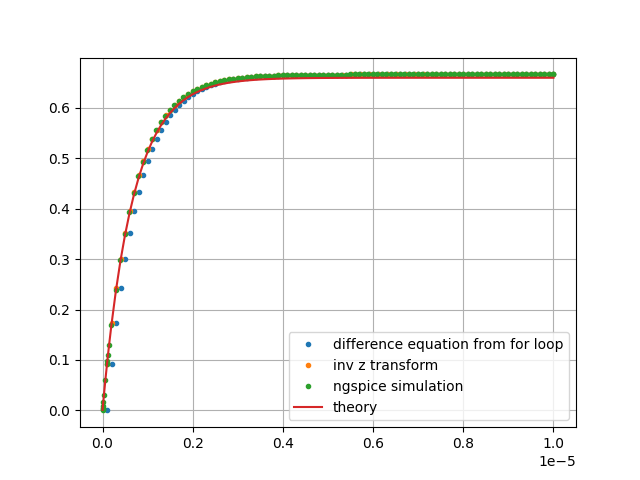 0.6
0.5
0.4
0.3
0.2
0.1
0.0
difference equation from for loop
inv z transform
ngspice simulation
theory
0.0 0.2 0.4 0.6 0.8 1.0
1e−5